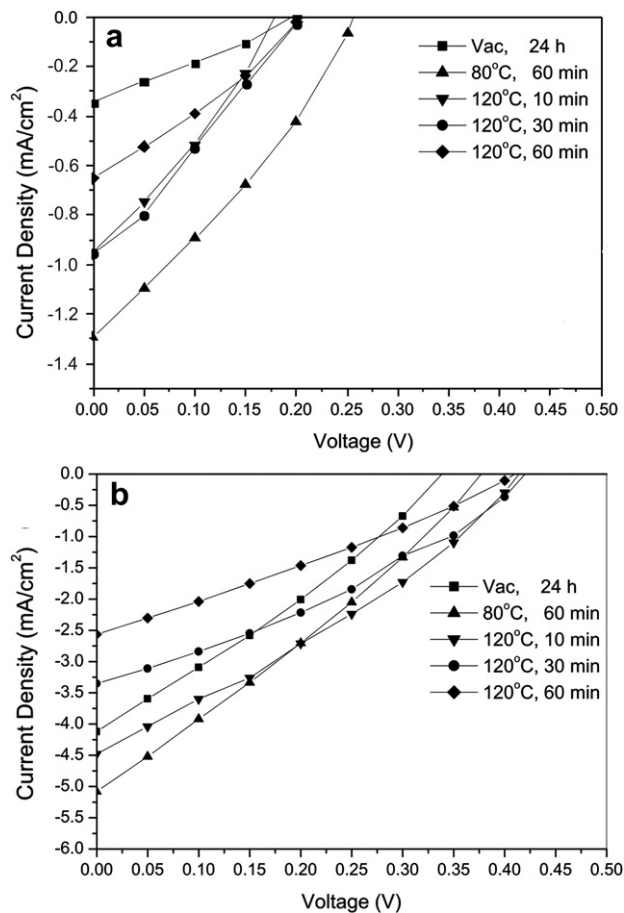 a
0.0
-0.2
-0.4
-0.6
-0.8
-1.0
-1.2
-1.4
Current Density (mA/cm²)
Vac, 24 h
80°C, 60 min
120°C, 10 min
120°C, 30 min
120°C, 60 min
0.00 0.05 0.10 0.15 0.20 0.25 0.30 0.35 0.40 0.45 0.50
Voltage (V)
b
0.0
-0.5
-1.0
-1.5
-2.0
-2.5
-3.0
-3.5
-4.0
-4.5
-5.0
-5.5
-6.0
Current Density (mA/cm²)
Vac, 24 h
80°C, 60 min
120°C, 10 min
120°C, 30 min
120°C, 60 min
0.00 0.05 0.10 0.15 0.20 0.25 0.30 0.35 0.40 0.45 0.50
Voltage (V)